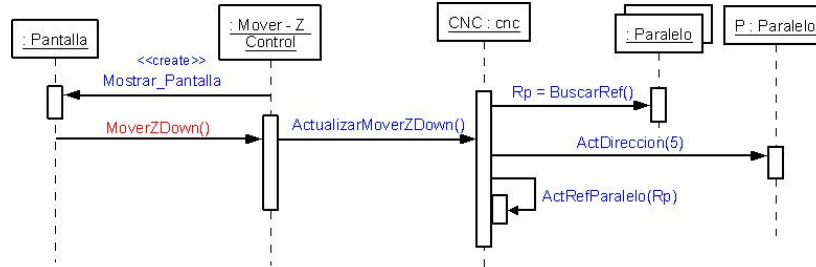 : Pantalla
: Mover - Z
Control
CNC : cnc
: Paralelo
P : Paralelo
<<create>>
Mostrar_Pantalla
Rp = BuscarRef()
MoverZDown()
ActualizarMoverZDown()
ActDireccion(5)
ActRefParalelo(Rp)